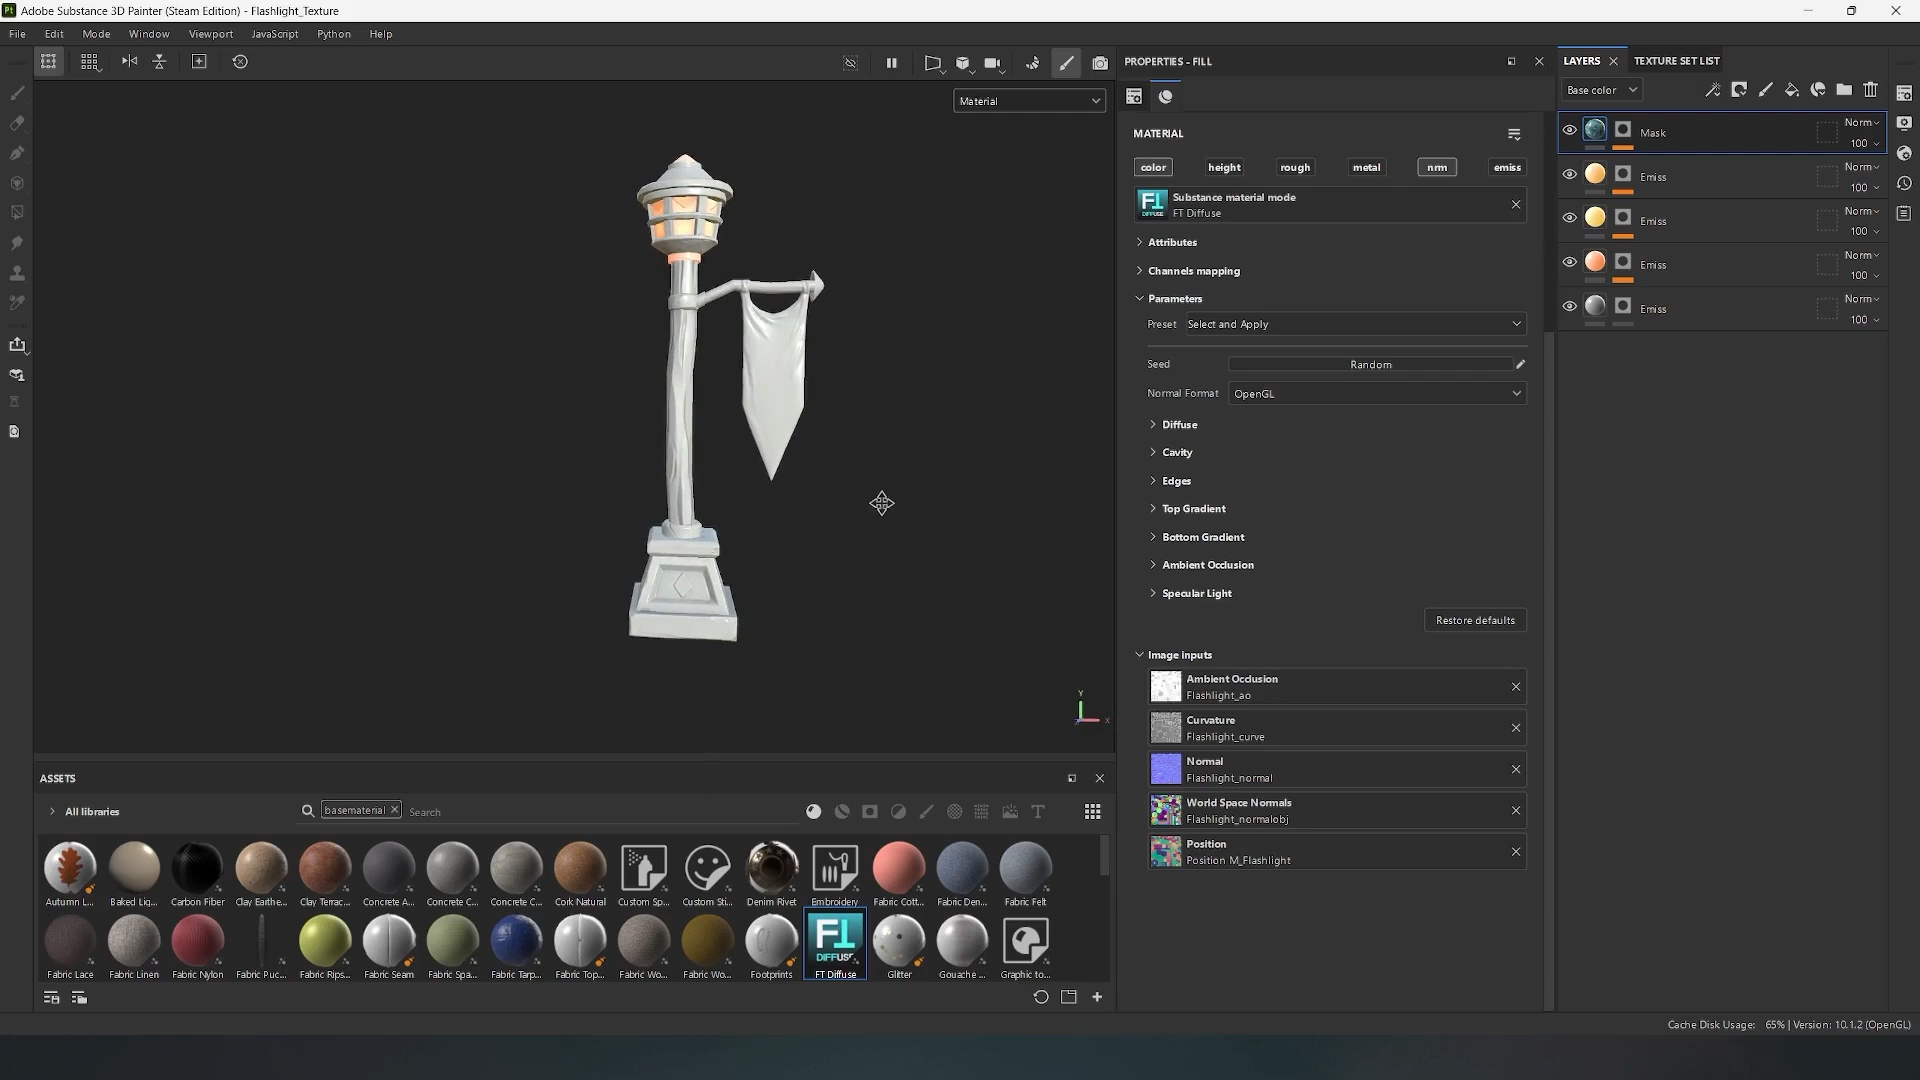 Pt Adobe Substance 3D Painter (Steam Edition) - Flashlight_Texture
File Edit Mode Window Viewport JavaScript Python Help
Material
PROPERTIES - FILL
MATERIAL
color height rough metal nrm emiss
FT DIFFUSE
Substance material mode
FT Diffuse
Attributes
Channels mapping
Parameters
Preset Select and Apply
Seed Random
Normal Format OpenGL
Diffuse
Cavity
Edges
Top Gradient
Bottom Gradient
Ambient Occlusion
Specular Light
Restore defaults
Image inputs
Ambient Occlusion
Flashlight_ao
Curvature
Flashlight_curve
Normal
Flashlight_normal
World Space Normals
Flashlight_normalobj
Position
Position M_Flashlight
LAYERS TEXTURE SET LIST
Base color
Mask Norm
100
Emiss Norm
100
Emiss Norm
100
Emiss Norm
100
Emiss Norm
100
Y
X
ASSETS
All libraries basematerial Search
Autumn L... Baked Lig... Carbon Fiber Clay Earthe... Clay Terrac... Concrete A... Concrete C... Concrete C... Cork Natural Custom Sp... Custom Sti... Denim Rivet Embroidery Fabric Cott... Fabric Den... Fabric Felt
FT DIFFUSE
Fabric Lace Fabric Linen Fabric Nylon Fabric Puc... Fabric Rips... Fabric Seam Fabric Spa... Fabric Tarp... Fabric Top... Fabric Wo... Fabric Wo... Footprints FT Diffuse Glitter Gouache ... Graphic to...
Cache Disk Usage: 65% | Version: 10.1.2 (OpenGL)